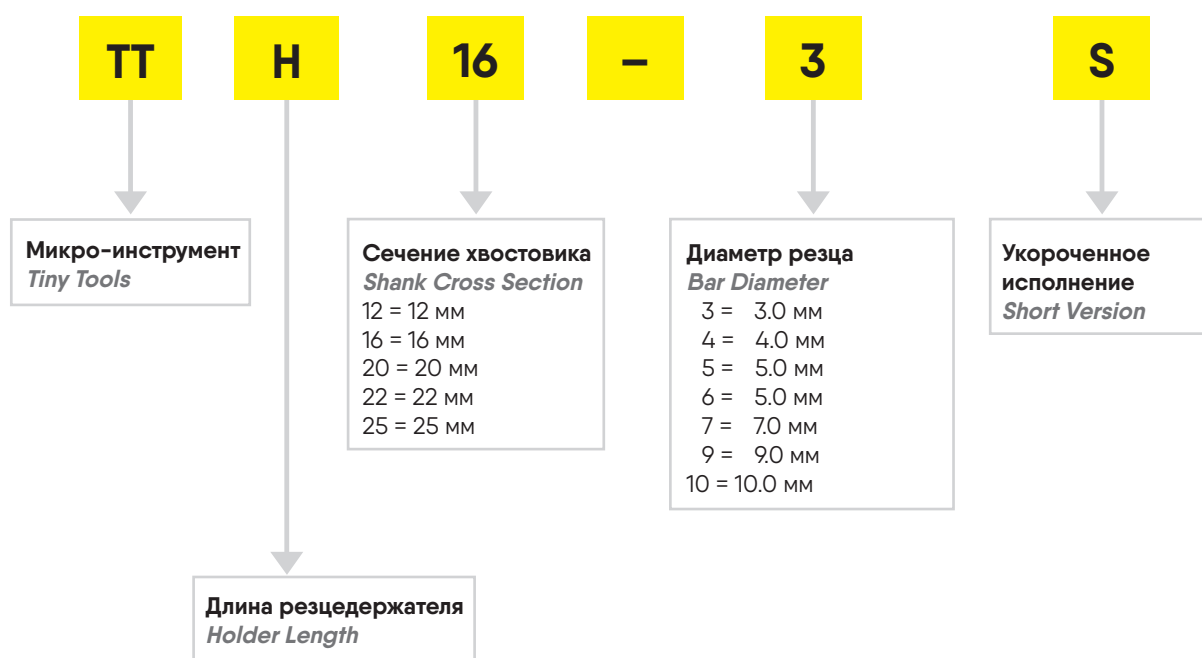 TT H 16 – 3 S
Микро-инструмент
Tiny Tools
Сечение хвостовика
Shank Cross Section
12 = 12 мм
16 = 16 мм
20 = 20 мм
22 = 22 мм
25 = 25 мм
Диаметр резца
Bar Diameter
3 = 3.0 мм
4 = 4.0 мм
5 = 5.0 мм
6 = 5.0 мм
7 = 7.0 мм
9 = 9.0 мм
10 = 10.0 мм
Укороченное
исполнение
Short Version
Длина резцедержателя
Holder Length